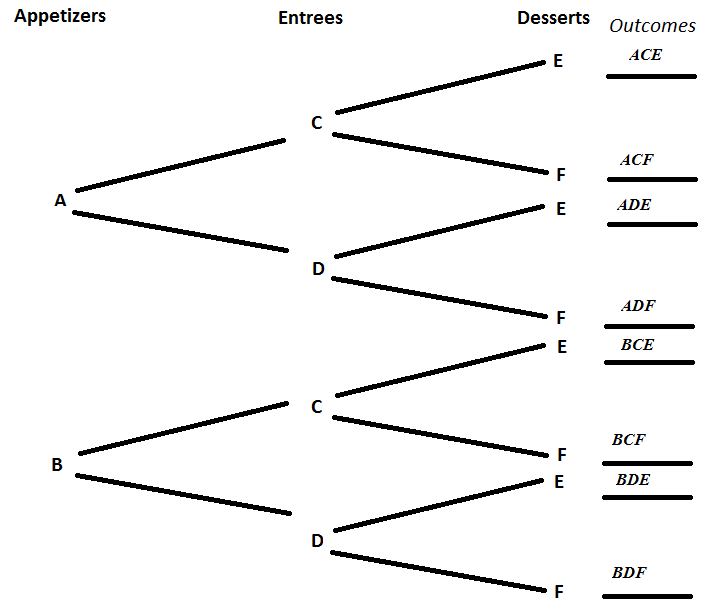 Appetizers Entrees Desserts Outcomes
E ACE
C
F ACF
A
E ADE
D
F ADF
E BCE
C
F BCF
B
E BDE
D
F BDF